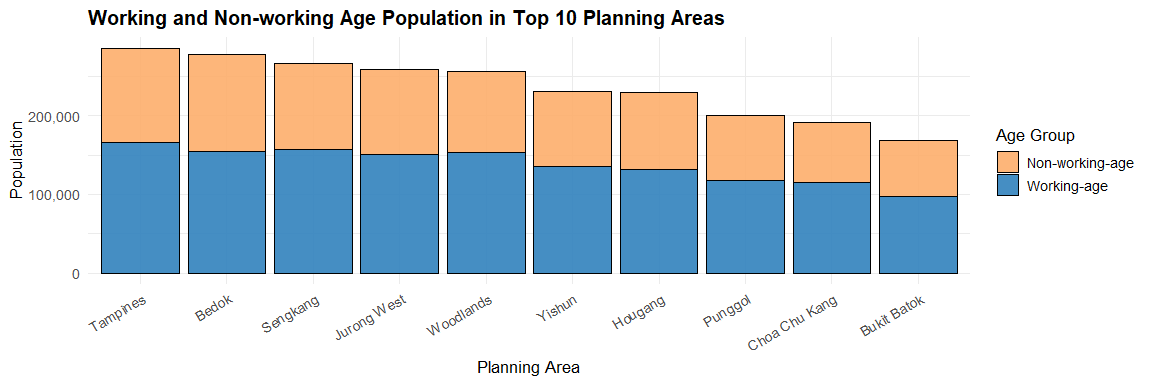 Working and Non-working Age Population in Top 10 Planning Areas
Population
200,000
100,000
0
Tampines
Bedok
Sengkang
Jurong West
Woodlands
Yishun
Hougang
Punggol
Choa Chu Kang
Bukit Batok
Planning Area
Age Group
Non-working-age
Working-age